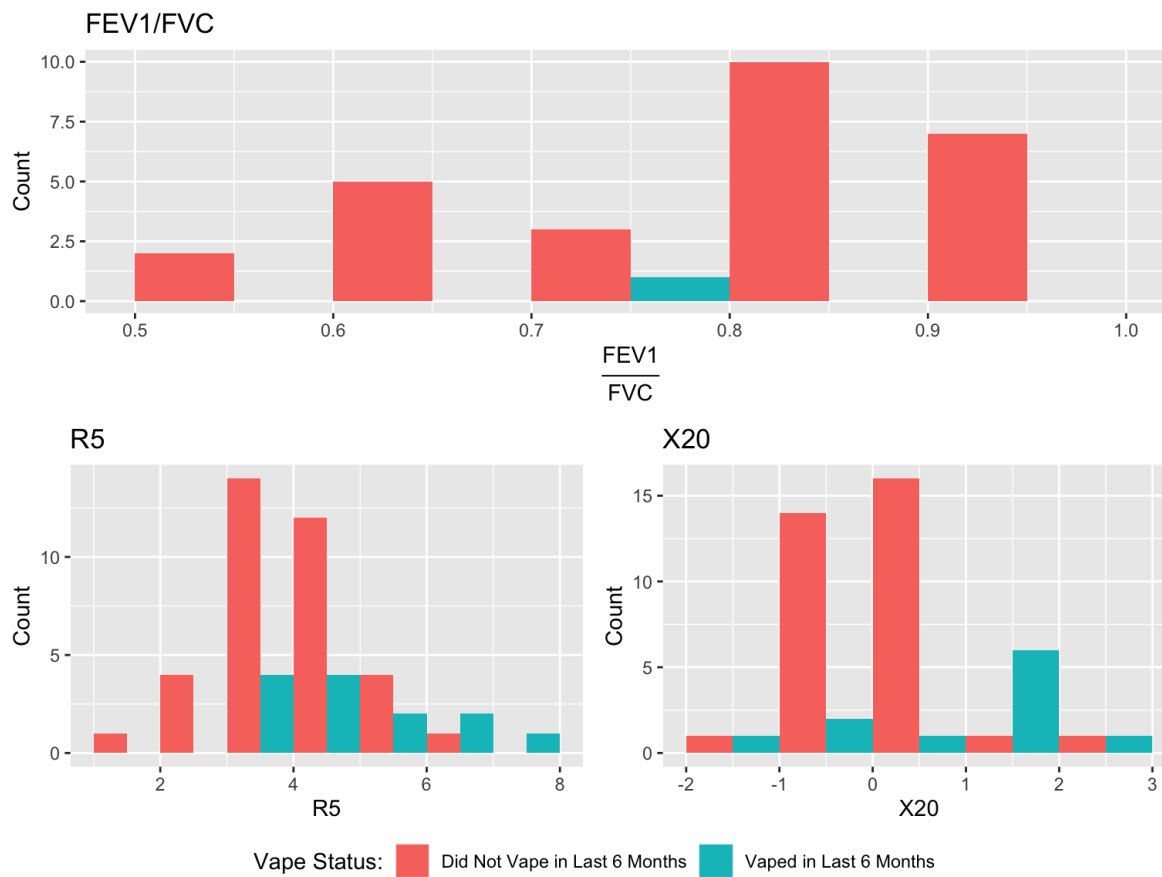 FEV1/FVC
10.0
7.5
5.0
2.5
0.0
Count
0.5 0.6 0.7 0.8 0.9 1.0
FEV1
FVC
R5
10
5
0
Count
2 4 6 8
R5
X20
15
10
5
0
Count
-2 -1 0 1 2 3
X20
Vape Status: Did Not Vape in Last 6 Months Vaped in Last 6 Months